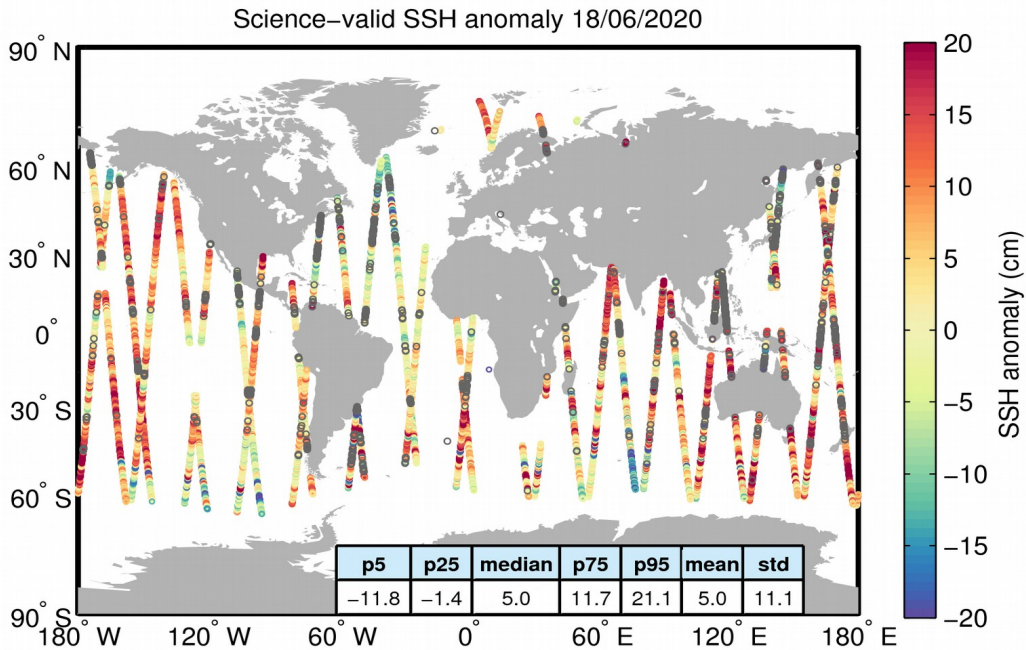 Science−valid SSH anomaly 18/06/2020
90° N
60° N
30° N
0°
30° S
60° S
90° S
180° W
120° W
60° W
0°
60° E
120° E
180° E
p5 p25 median p75 p95 mean std
−11.8 −1.4 5.0 11.7 21.1 5.0 11.1
20
15
10
5
0
−5
−10
−15
−20
SSH anomaly (cm)